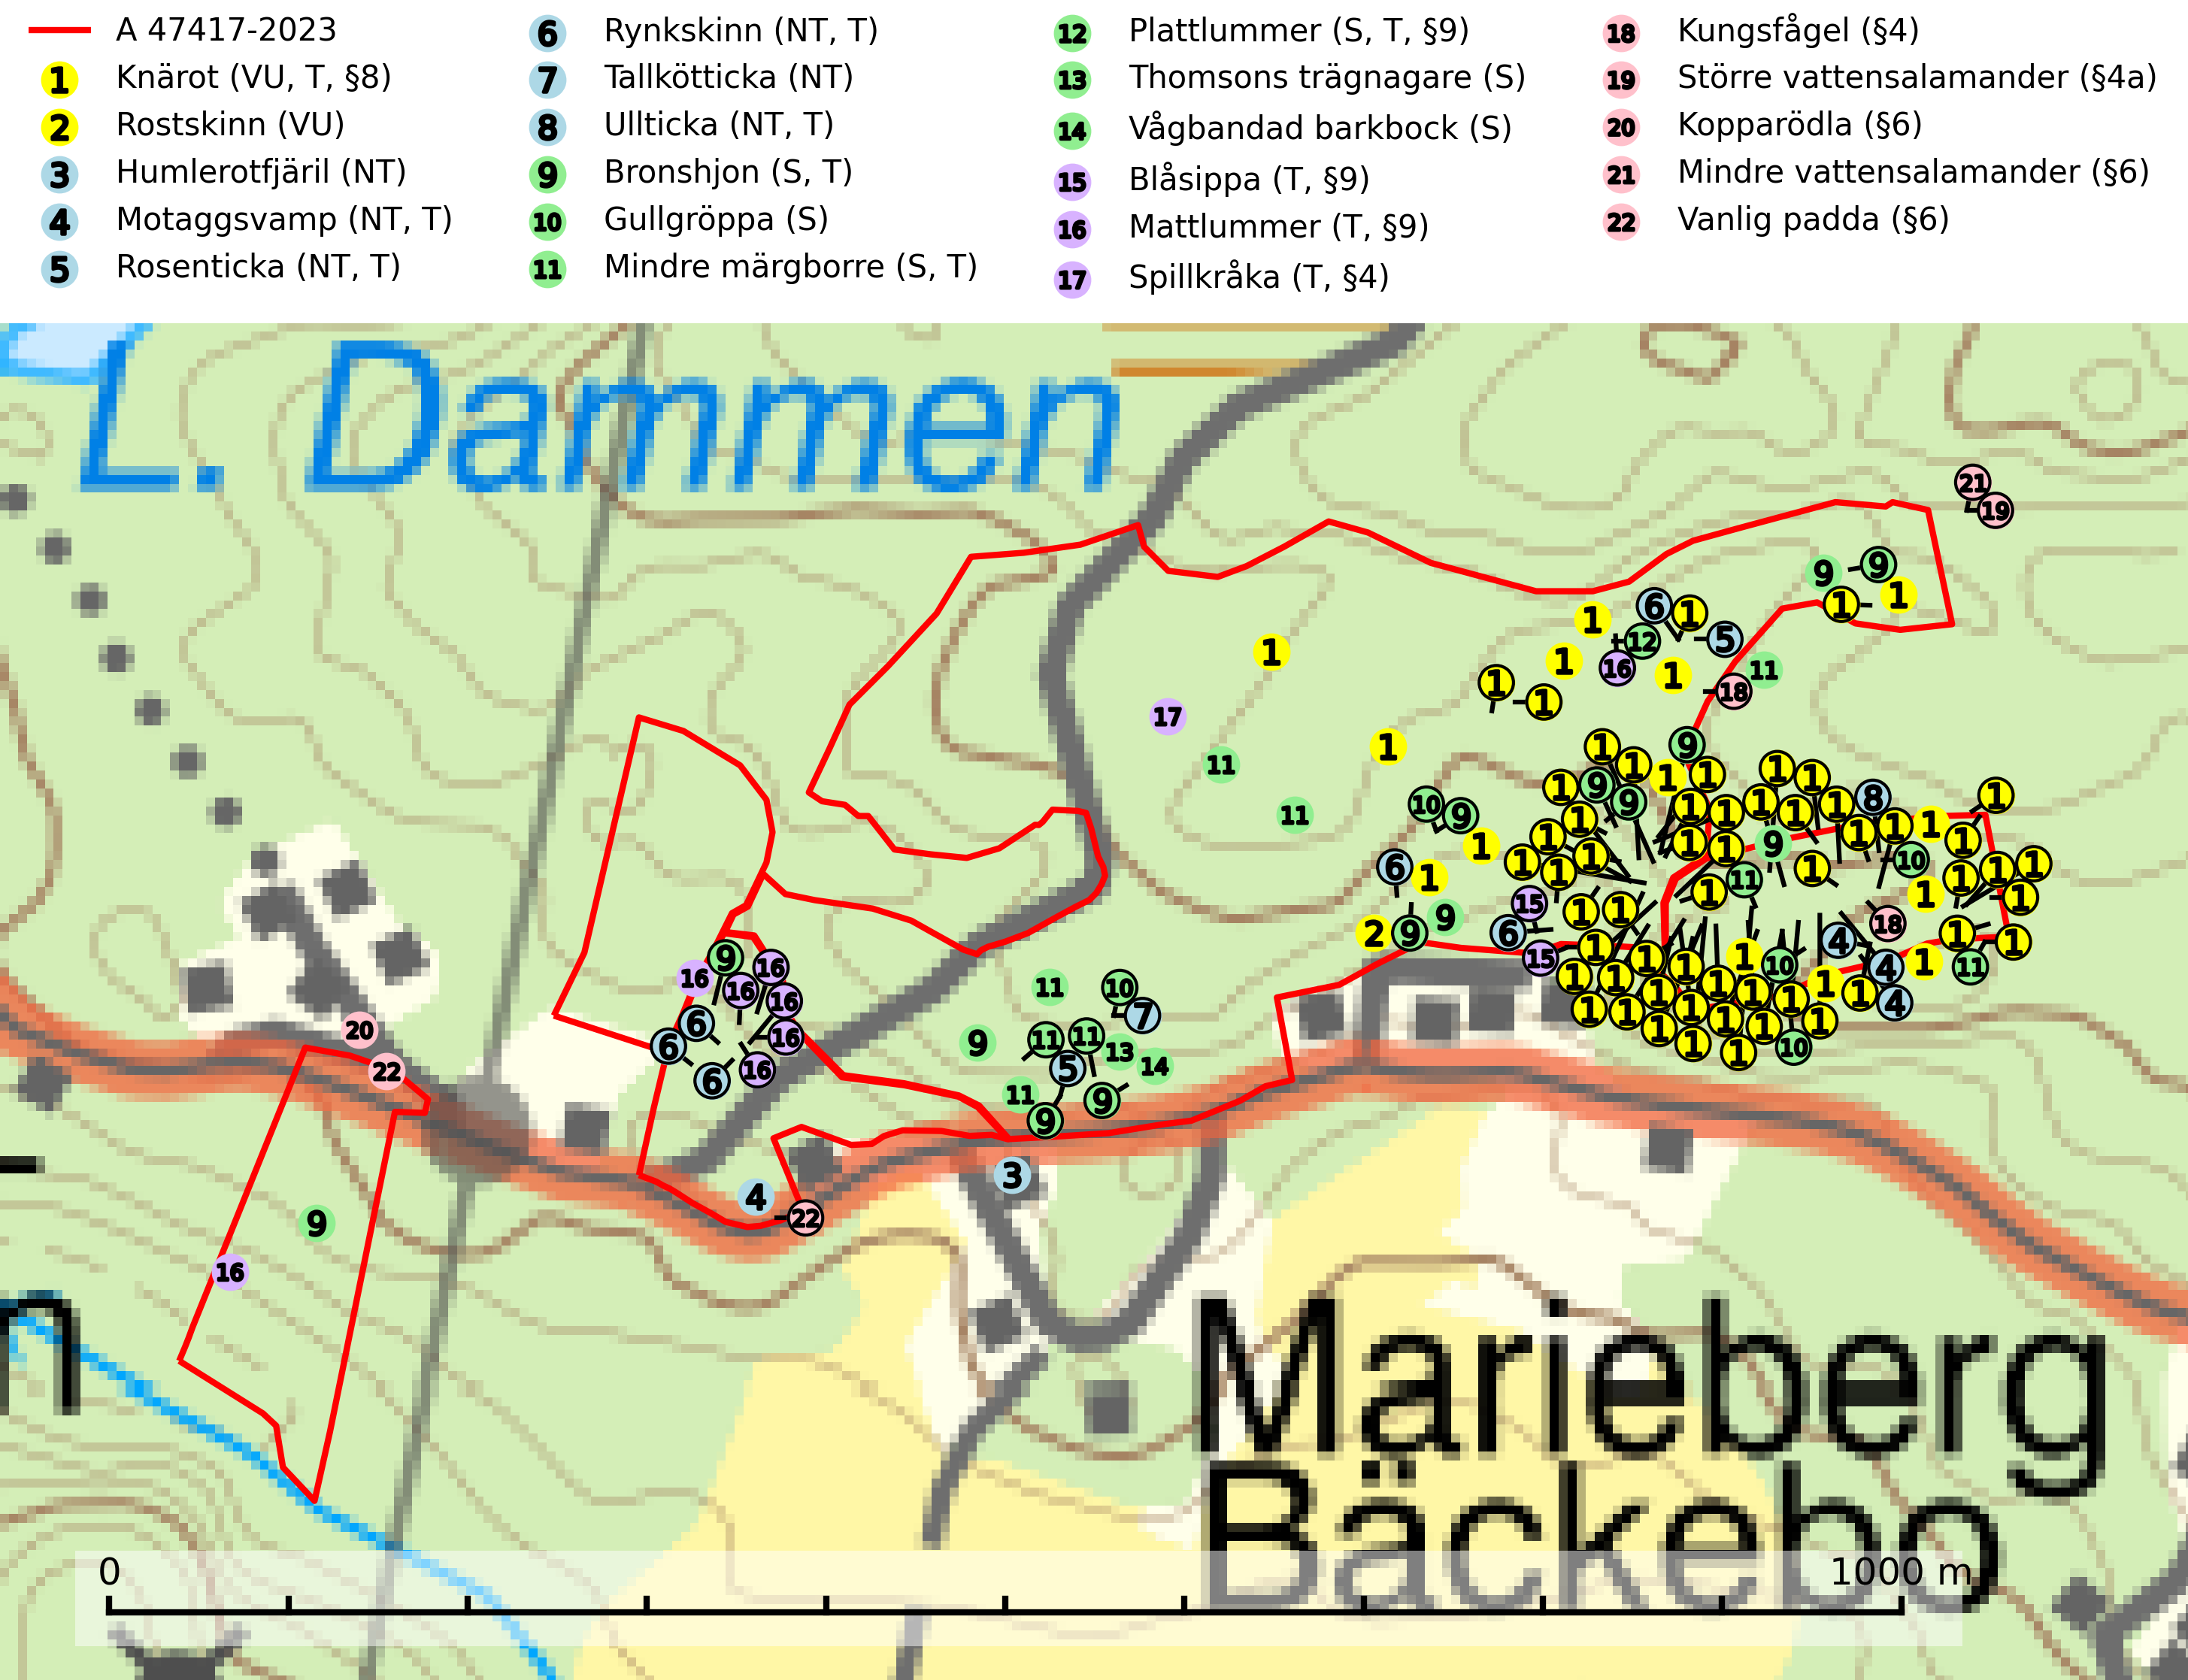 A 47417-2023
1 Knärot (VU, T, §8)
2 Rostskinn (VU)
3 Humlerotfjäril (NT)
4 Motaggsvamp (NT, T)
5 Rosenticka (NT, T)
6 Rynkskinn (NT, T)
7 Tallkötticka (NT)
8 Ullticka (NT, T)
9 Bronshjon (S, T)
10 Gullgröppa (S)
11 Mindre märgborre (S, T)
12 Plattlummer (S, T, §9)
13 Thomsons trägnagare (S)
14 Vågbandad barkbock (S)
15 Blåsippa (T, §9)
16 Mattlummer (T, §9)
17 Spillkråka (T, §4)
18 Kungsfågel (§4)
19 Större vattensalamander (§4a)
20 Kopparödla (§6)
21 Mindre vattensalamander (§6)
22 Vanlig padda (§6)
L. Dammen
Marieberg
Bäckebo
0
1000 m